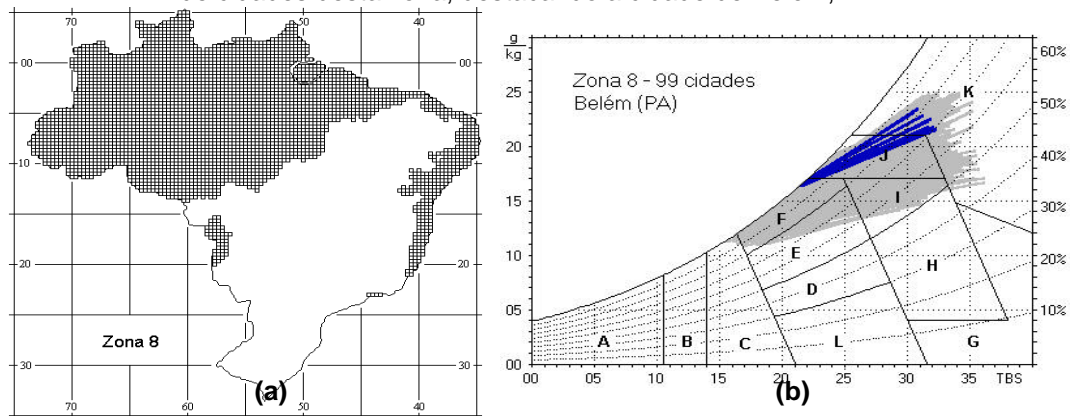 70 60 50 40
00 00
10 10
20 20
Zona 8
30 30
70 60 50 40
(a)
g
kg
Zona 8 - 99 cidades
Belém (PA)
60%
25 50%
20 40%
15 30%
10 20%
05 10%
00
K
J
I
F
E
D
H
A B C L G
00 05 10 15 20 25 30 35 TBS
(b)